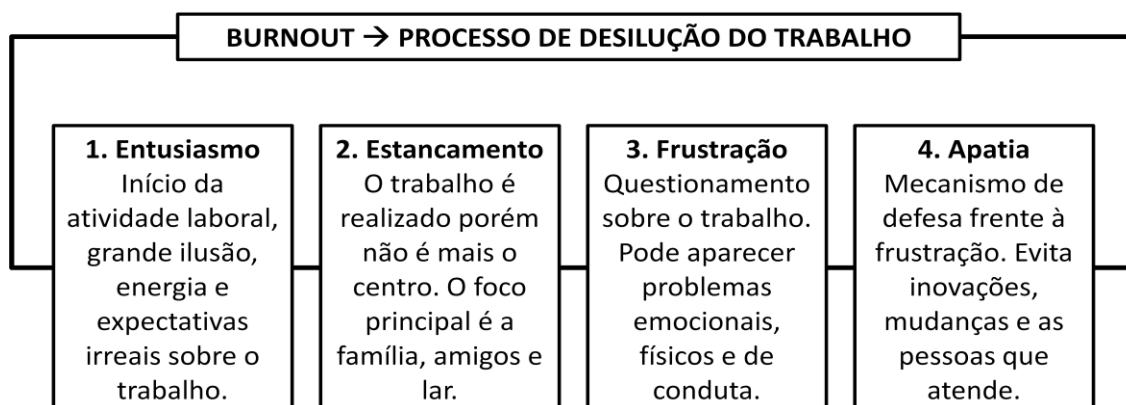 BURNOUT → PROCESSO DE DESILUÇÃO DO TRABALHO
1. Entusiasmo
Início da
atividade laboral,
grande ilusão,
energia e
expectativas
irreais sobre o
trabalho.
2. Estancamento
O trabalho é
realizado porém
não é mais o
centro. O foco
principal é a
família, amigos e
lar.
3. Frustração
Questionamento
sobre o trabalho.
Pode aparecer
problemas
emocionais,
físicos e de
conduta.
4. Apatia
Mecanismo de
defesa frente à
frustração. Evita
inovações,
mudanças e as
pessoas que
atende.